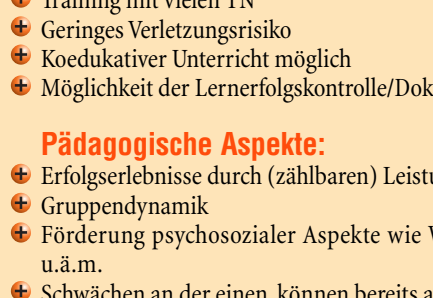 Training mit vielen TN
Geringes Verletzungsrisiko
Koedukativer Unterricht möglich
Möglichkeit der Lernerfolgskontrolle/Dok
Pädagogische Aspekte:
Erfolgserlebnisse durch (zählbaren) Leistu
Gruppendynamik
Förderung psychosozialer Aspekte wie
u.ä.m.
Schwächen an der einen, können bereits a